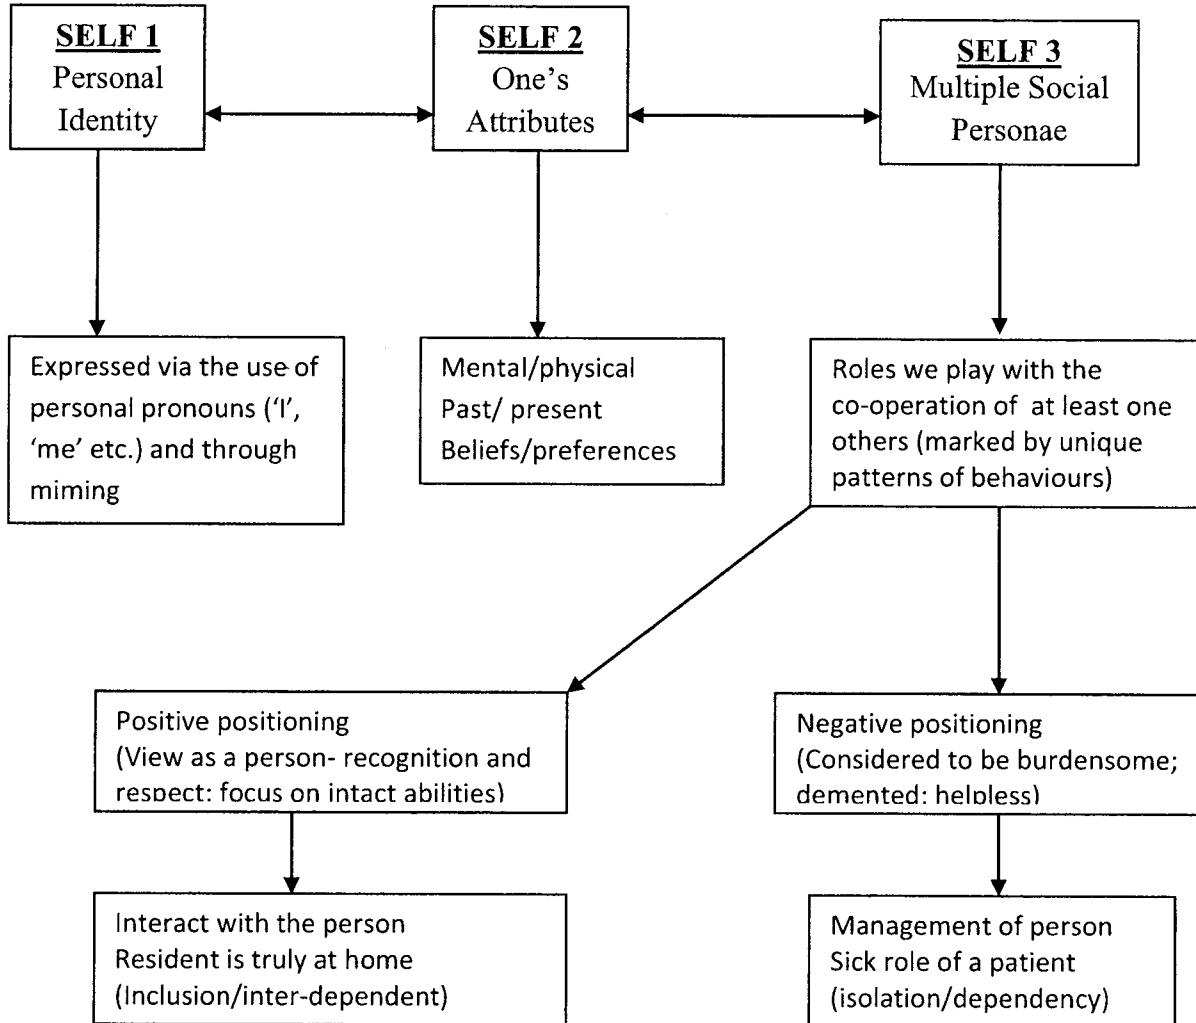 SELF 1
Personal
Identity
SELF 2
One's
Attributes
SELF 3
Multiple Social
Personae
Expressed via the use of
personal pronouns ('I',
'me' etc.) and through
miming
Mental/physical
Past/ present
Beliefs/preferences
Roles we play with the
co-operation of at least one
others (marked by unique
patterns of behaviours)
Positive positioning
(View as a person- recognition and
respect: focus on intact abilities)
Negative positioning
(Considered to be burdensome;
demented; helpless)
Interact with the person
Resident is truly at home
(Inclusion/inter-dependent)
Management of person
Sick role of a patient
(isolation/dependency)